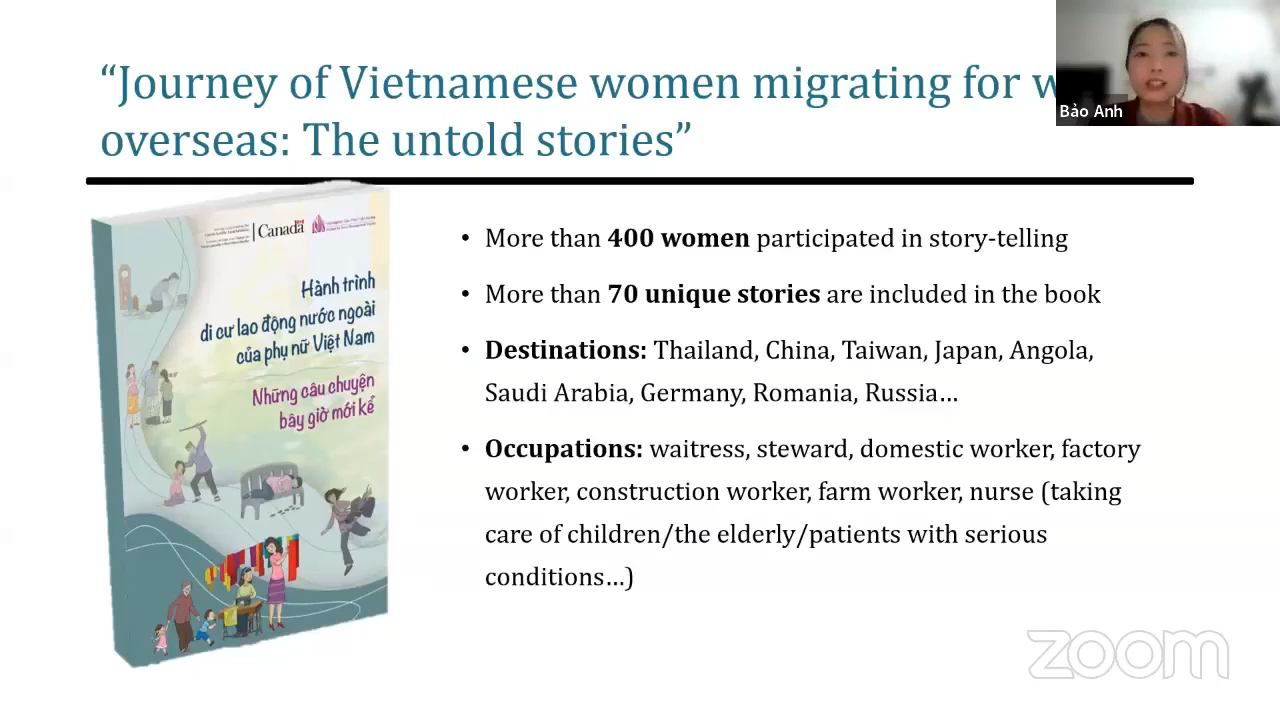 “Journey of Vietnamese women migrating for w
overseas: The untold stories”
Bảo Anh
Canada
Hành trình
di cư lao động nước ngoài
của phụ nữ Việt Nam
Những câu chuyện
bây giờ mới kể
• More than 400 women participated in story-telling
• More than 70 unique stories are included in the book
• Destinations: Thailand, China, Taiwan, Japan, Angola,
Saudi Arabia, Germany, Romania, Russia…
• Occupations: waitress, steward, domestic worker, factory
worker, construction worker, farm worker, nurse (taking
care of children/the elderly/patients with serious
conditions…)
zoom